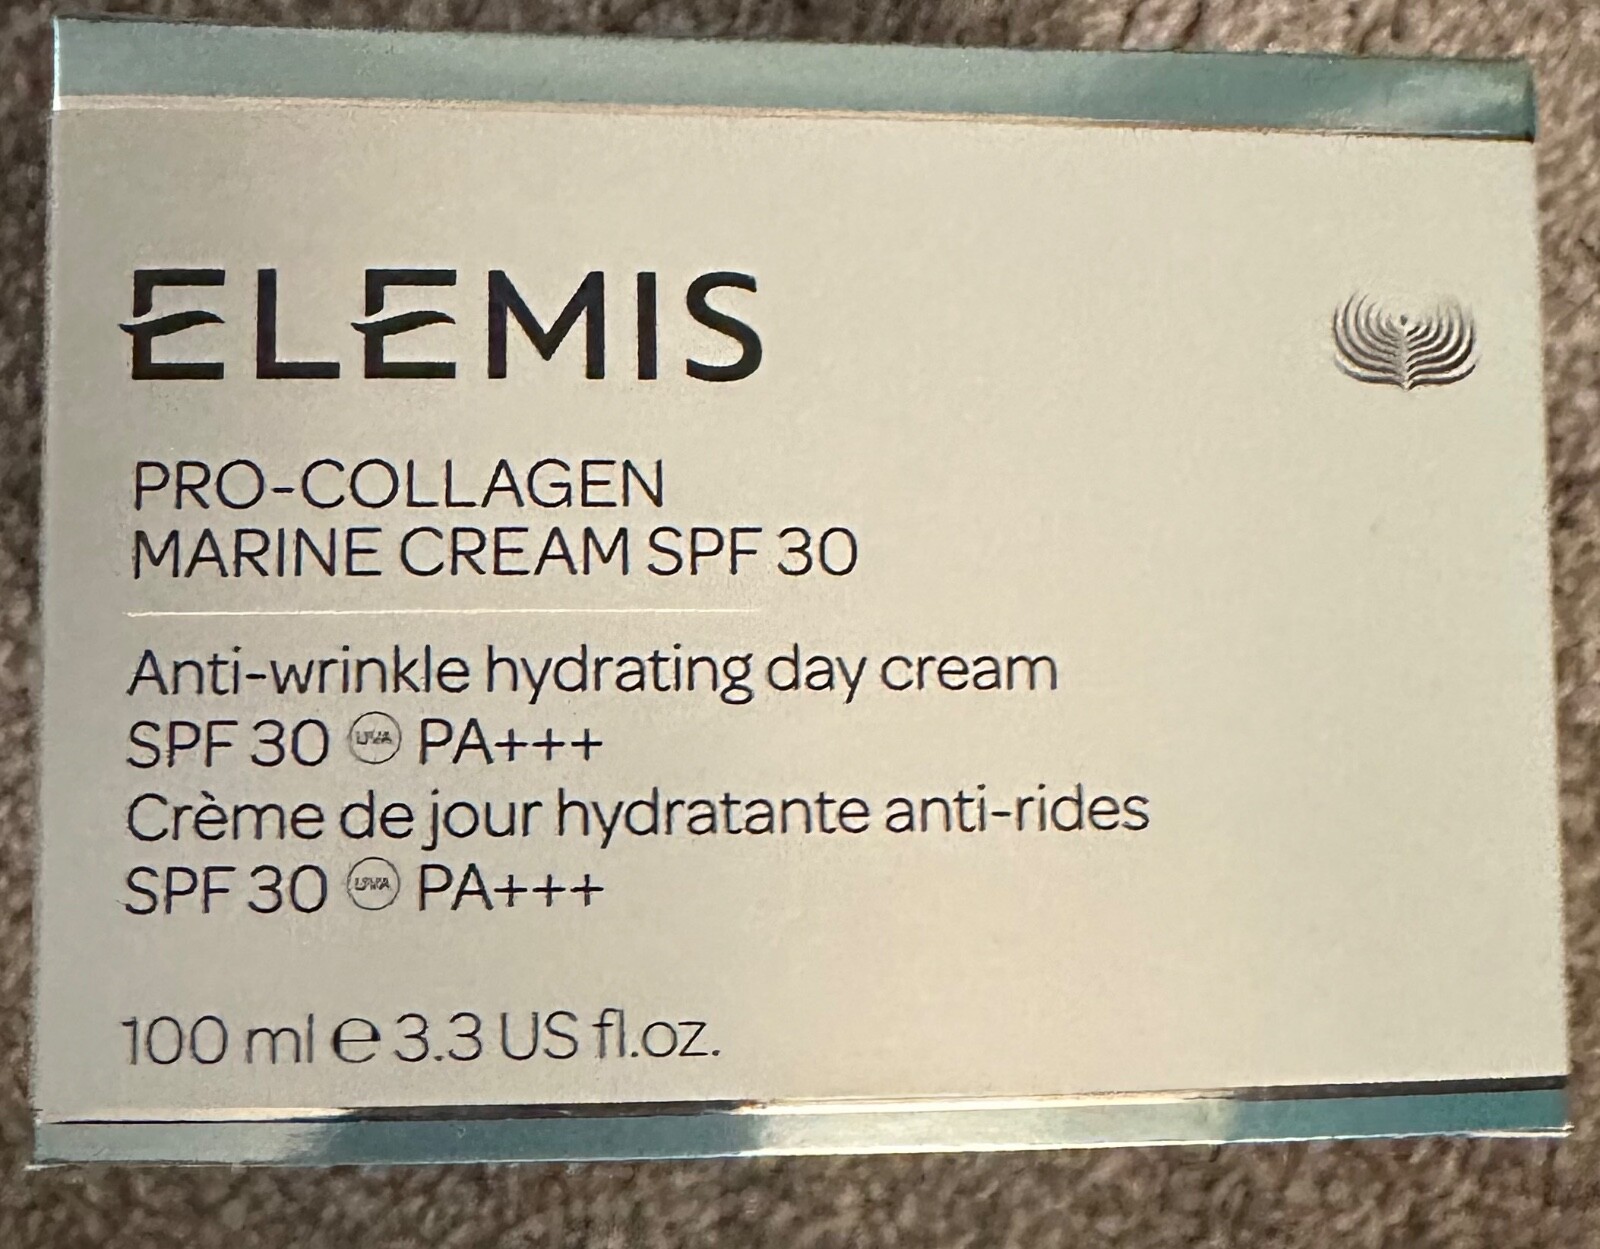 ELEMIS
PRO-COLLAGEN
MARINE CREAM SPF 30
Anti-wrinkle hydrating day cream
SPF 30 UVA PA+++
Crème de jour hydratante anti-rides
SPF 30 UVA PA+++
100 ml e 3.3 US fl.oz.